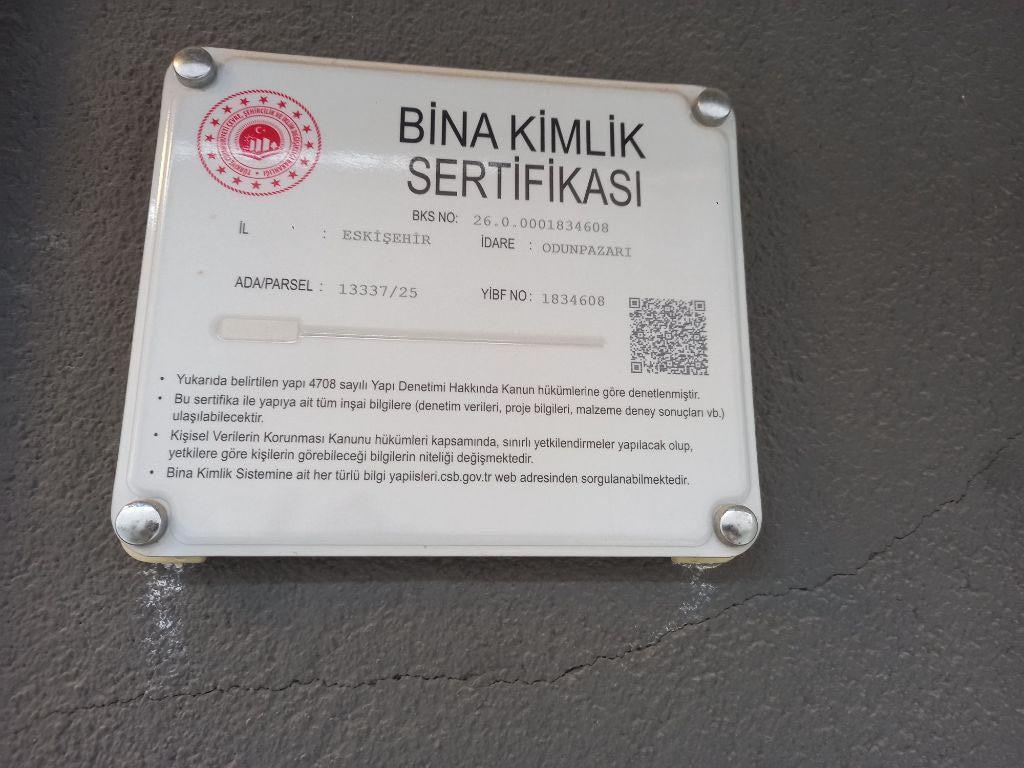 BİNA KİMLİK
SERTİFİKASI
BKS NO: 26.0.0001834608
İL : ESKİŞEHİR İDARE : ODUNPAZARI
ADA/PARSEL : 13337/25 YİBF NO: 1834608
• Yukarıda belirtilen yapı 4708 sayılı Yapı Denetimi Hakkında Kanun hükümlerine göre denetlenmiştir.
• Bu sertifika ile yapıya ait tüm inşai bilgilere (denetim verileri, proje bilgileri, malzeme deney sonuçları vb.)
ulaşılabilecektir.
• Kişisel Verilerin Korunması Kanunu hükümleri kapsamında, sınırlı yetkilendirmeler yapılacak olup,
yetkilere göre kişilerin görebileceği bilgilerin niteliği değişmektedir.
• Bina Kimlik Sistemine ait her türlü bilgi yapiisleri.csb.gov.tr web adresinden sorgulanabilmektedir.